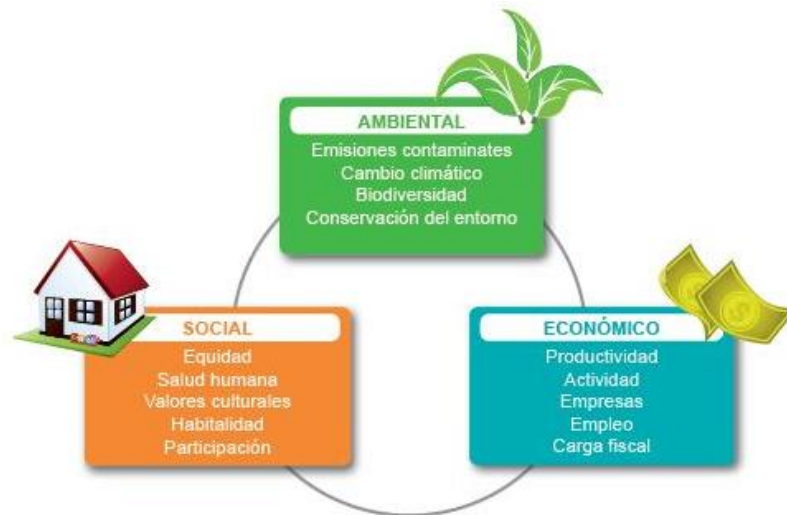 AMBIENTAL
Emisiones contaminates
Cambio climático
Biodiversidad
Conservación del entorno
SOCIAL
Equidad
Salud humana
Valores culturales
Habitalidad
Participación
ECONÓMICO
Productividad
Actividad
Empresas
Empleo
Carga fiscal